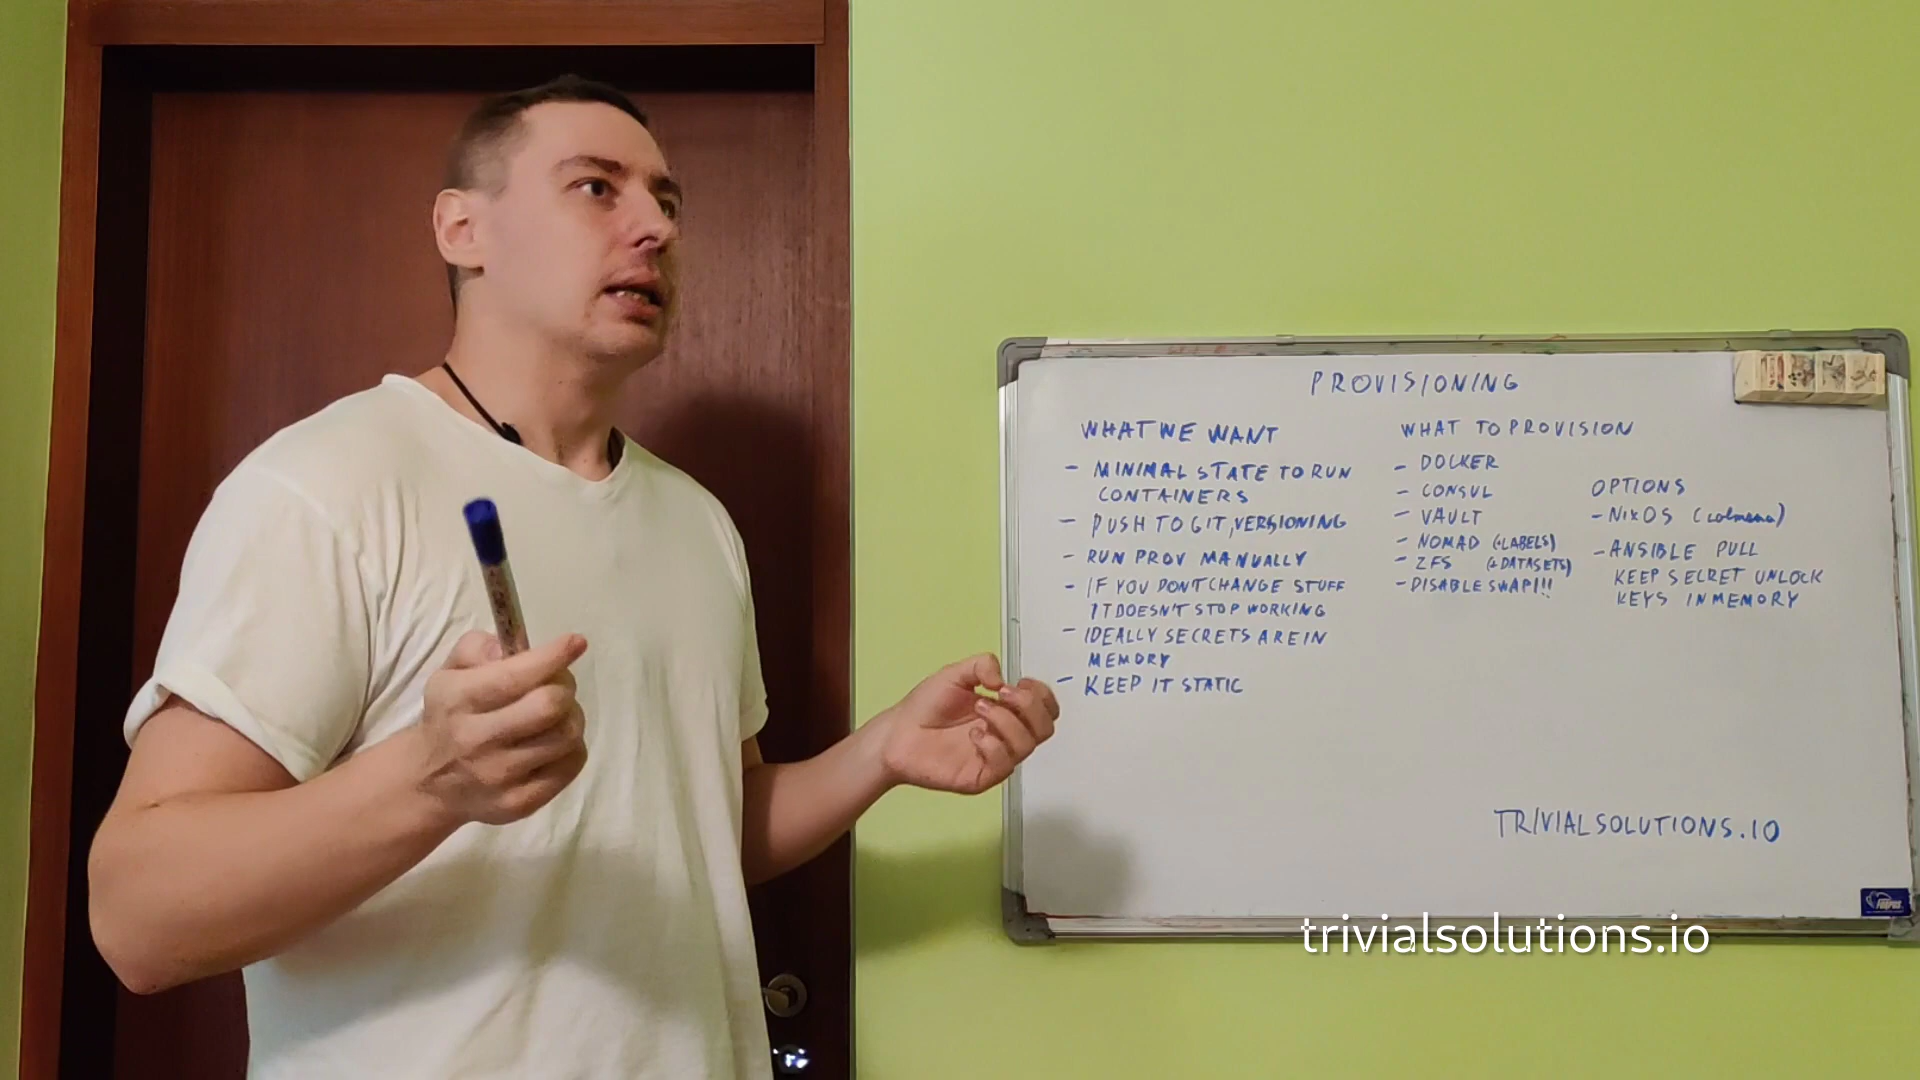 PROVISIONING
WHAT WE WANT
- MINIMAL STATE TO RUN
CONTAINERS
- PUSH TO GIT, VERSIONING
- RUN PROV MANUALLY
- IF YOU DONT CHANGE STUFF
IT DOESN'T STOP WORKING
- IDEALLY SECRETS ARE IN
MEMORY
- KEEP IT STATIC
WHAT TO PROVISION
- DOCKER
- CONSUL
- VAULT
- NOMAD (+LABELS)
- ZFS (+DATASETS)
- DISABLE SWAP!!!
OPTIONS
- NixOS (colmena)
- ANSIBLE PULL
KEEP SECRET UNLOCK
KEYS IN MEMORY
TRIVIALSOLUTIONS.IO
trivialsolutions.io